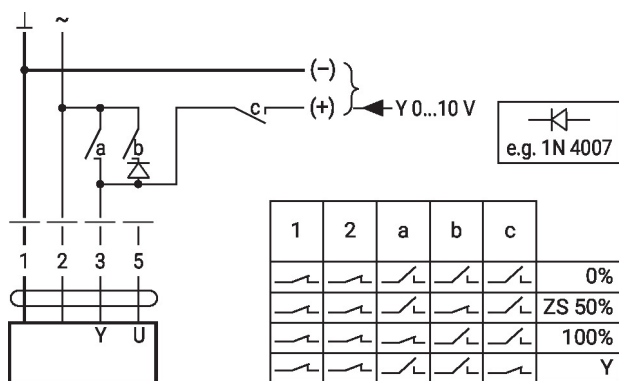 ⊥ ~
(–)
c (+) Y 0...10 V
a b
e.g. 1N 4007
1 2 3 5
Y U
1 2 a b c
0%
ZS 50%
100%
Y